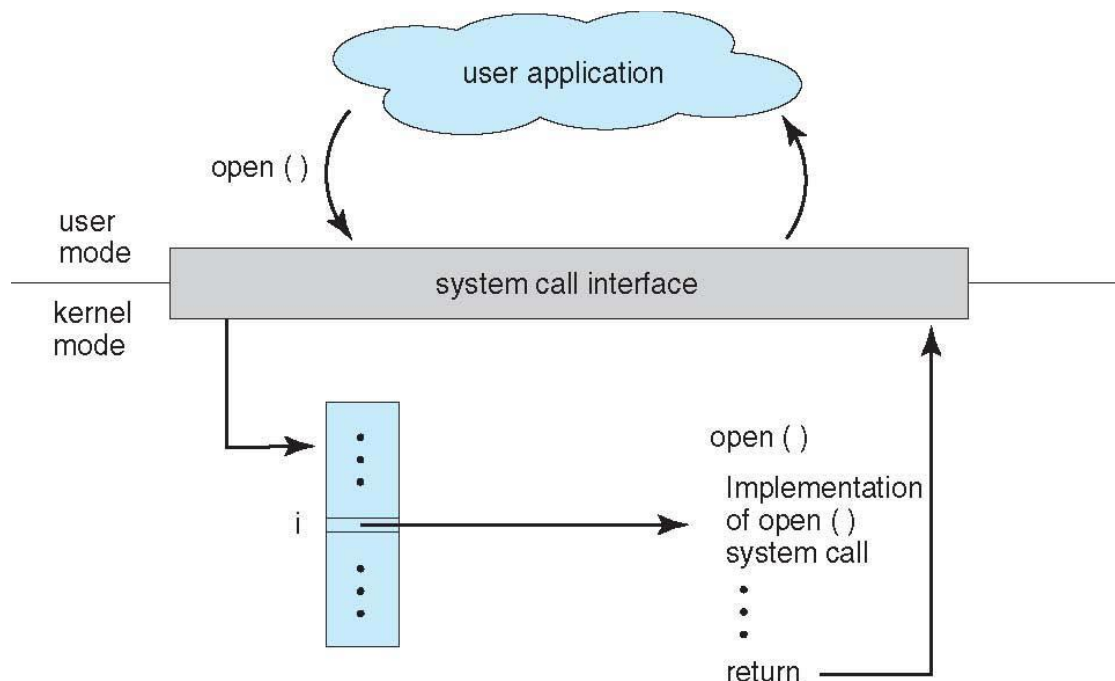 user application
open ( )
user
mode
system call interface
kernel
mode
open ( )
i
Implementation
of open ( )
system call
return